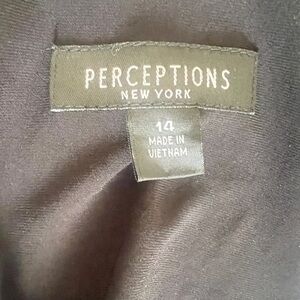 PERCEPTIONS
NEW YORK
14
MADE IN
VIETNAM